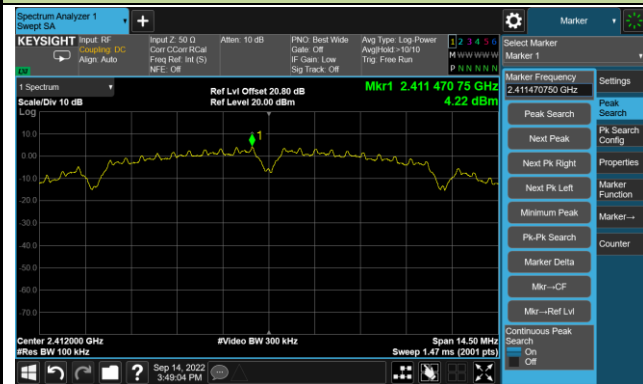 Spectrum Analyzer 1
Swept SA
Marker
KEYSIGHT
Input: RF
Coupling: DC
Align: Auto
Input Z: 50 Ω
Corr CCorr RCal
Freq Ref: Int (S)
NFE: Off
Atten: 10 dB
PNO: Best Wide
Gate: Off
IF Gain: Low
Sig Track: Off
Avg Type: Log-Power
Avg|Hold:>10/10
Trig: Free Run
1 2 3 4 5 6
M W W W W W
P N N N N N
LXI
1 Spectrum
Scale/Div 10 dB
Log
Ref Lvl Offset 20.80 dB
Ref Level 20.00 dBm
Mkr1 2.411 470 75 GHz
4.22 dBm
1
10.0
0.00
-10.0
-20.0
-30.0
-40.0
-50.0
-60.0
-70.0
Center 2.412000 GHz
#Res BW 100 kHz
#Video BW 300 kHz
Span 14.50 MHz
Sweep 1.47 ms (2001 pts)
Select Marker
Marker 1
Marker Frequency
2.411470750 GHz
Peak Search
Next Peak
Next Pk Right
Next Pk Left
Minimum Peak
Pk-Pk Search
Marker Delta
Mkr→CF
Mkr→Ref Lvl
Continuous Peak
Search
On
Off
Settings
Peak
Search
Pk Search
Config
Properties
Marker
Function
Marker→
Counter
Sep 14, 2022
3:49:04 PM